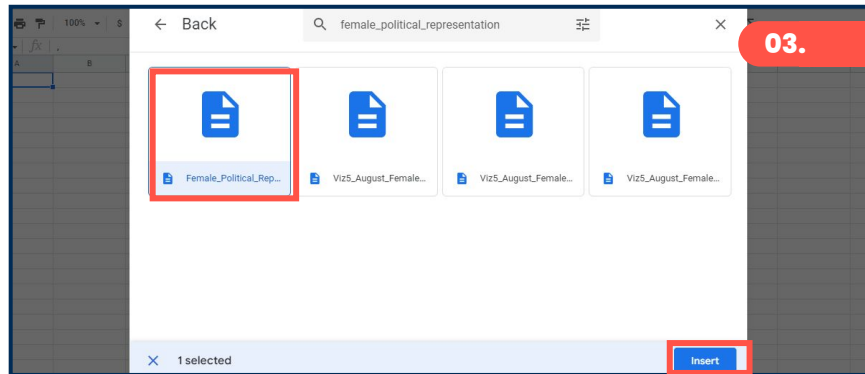 100%
$
← Back
female_political_representation
03.
fx
,
A
B
Female_Political_Rep...
Viz5_August_Female...
Viz5_August_Female...
Viz5_August_Female...
1 selected
Insert